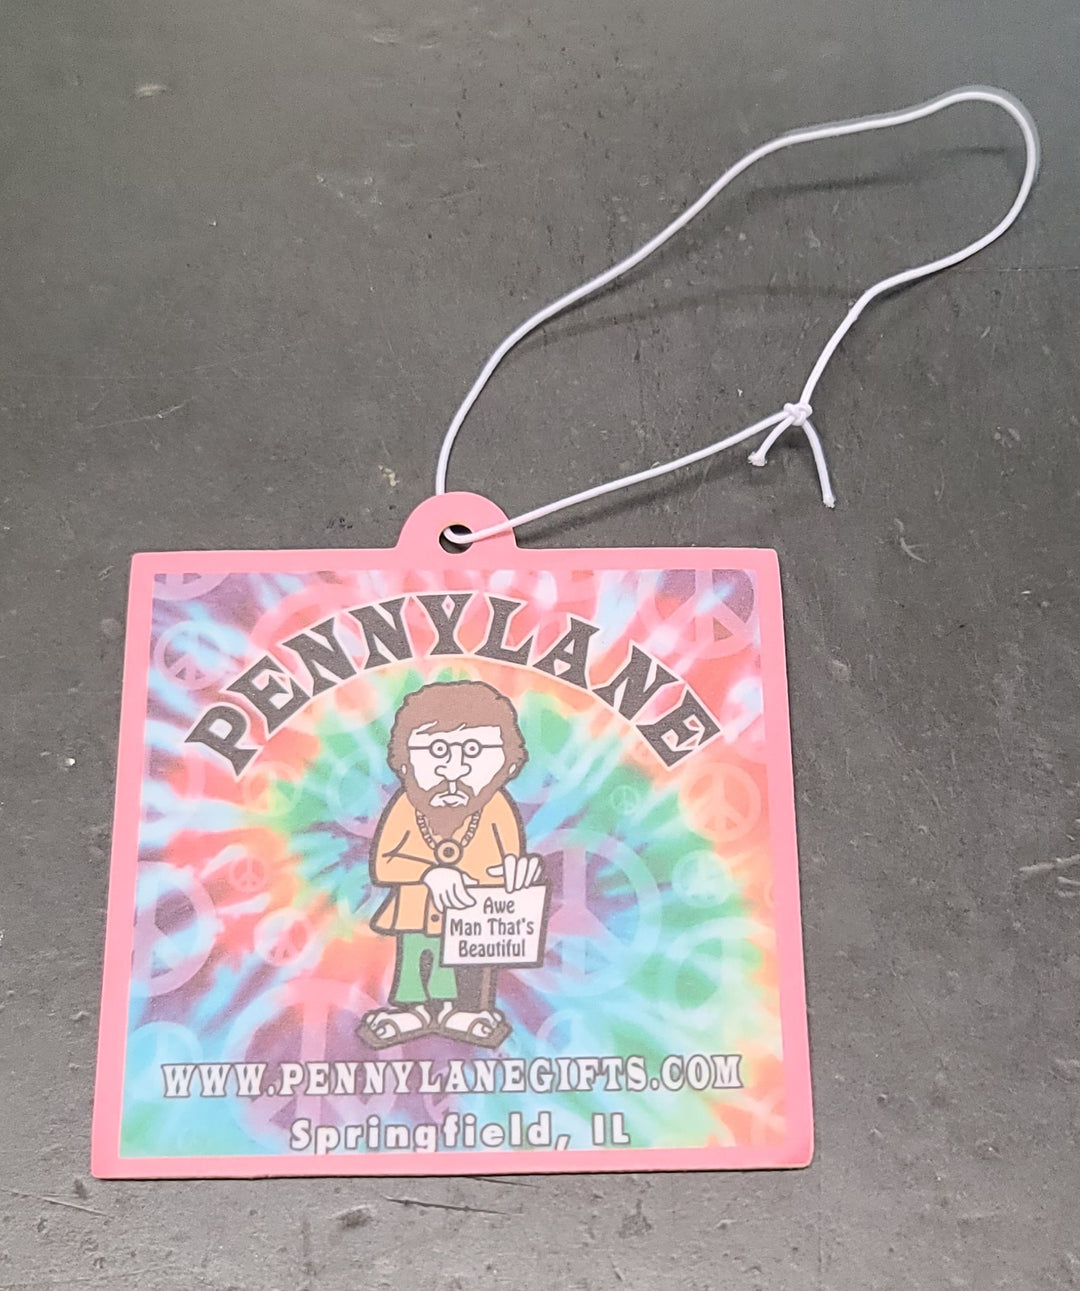 PENNYLANE
Awe
Man That's
Beautiful
WWW.PENNYLANEGIFTS.COM
Springfield, IL